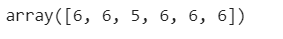 array([6, 6, 5, 6, 6, 6])